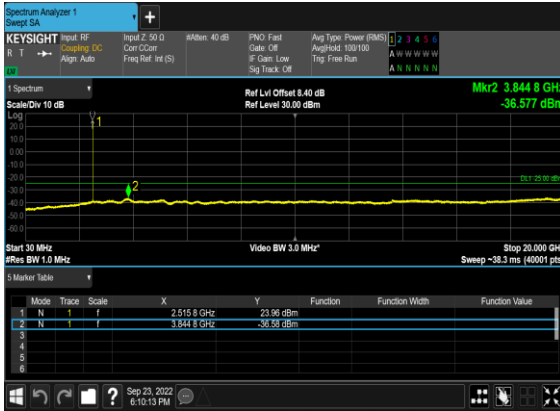 Spectrum Analyzer 1
Swept SA
+
KEYSIGHT Input: RF Input Z: 50 Ω #Atten: 40 dB PNO: Fast Avg Type: Power (RMS) 1 2 3 4 5 6
R T Coupling: DC Corr CCorr Gate: Off Avg|Hold: 100/100 A W W W W W
Align: Auto Freq Ref: Int (S) IF Gain: Low Trig: Free Run
LXI Sig Track: Off A N N N N N
1 Spectrum Ref Lvl Offset 8.40 dB Mkr2 3.844 8 GHz
Scale/Div 10 dB Ref Level 30.00 dBm -36.577 dBm
Log
1
20.0
10.0
0.00
-10.0
-20.0 DL1 -25.00 dBm
-30.0 2
-40.0
-50.0
-60.0
Start 30 MHz Video BW 3.0 MHz* Stop 20.000 GH
#Res BW 1.0 MHz Sweep ~38.3 ms (40001 pts
5 Marker Table
Mode Trace Scale X Y Function Function Width Function Value
1 N 1 f 2.515 8 GHz 23.96 dBm
2 N 1 f 3.844 8 GHz -36.58 dBm
3
4
5
6
? Sep 23, 2022
6:10:13 PM